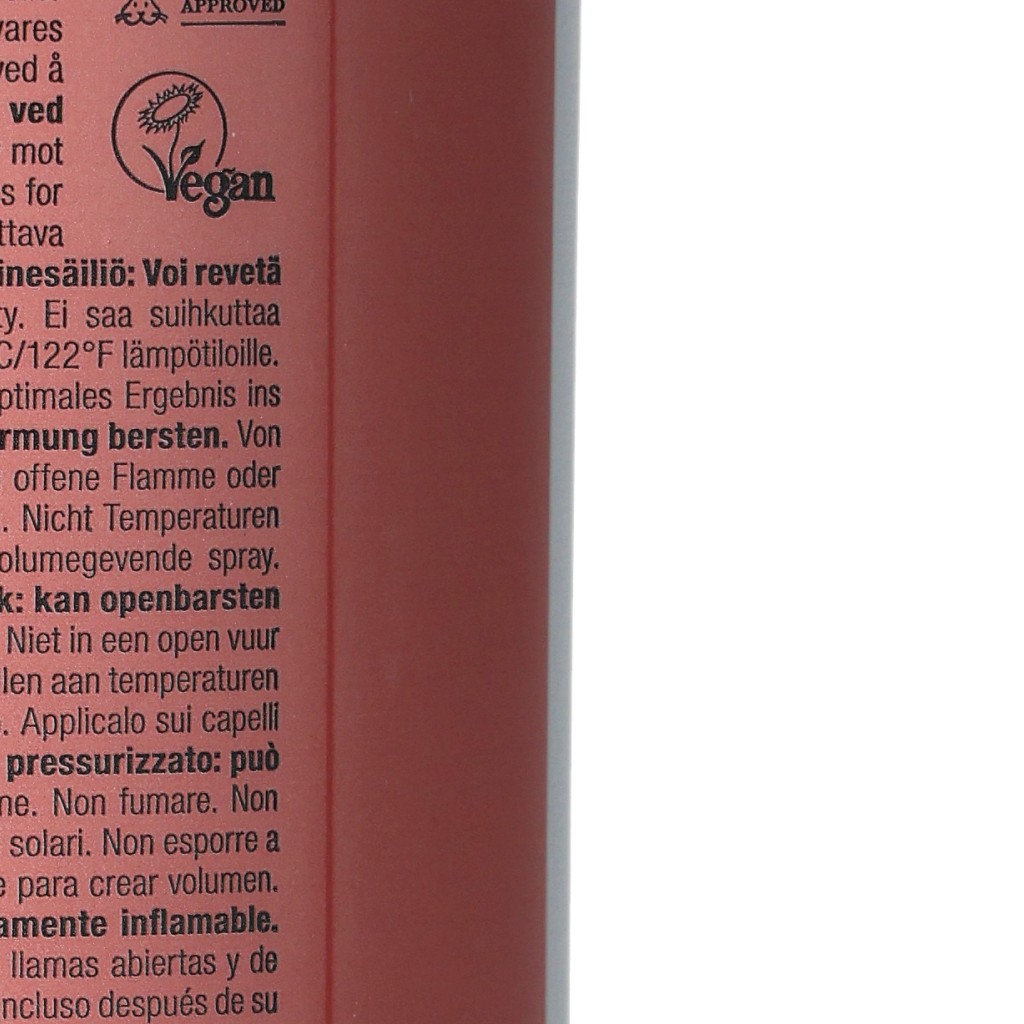 APPROVED
vares
ved å
ved
mot
s for
ttava
Vegan
inesäiliö: Voi revetä
ty. Ei saa suihkuttaa
C/122°F lämpötiloille.
ptimales Ergebnis ins
rmung bersten. Von
offene Flamme oder
. Nicht Temperaturen
olumegevende spray.
k: kan openbarsten
Niet in een open vuur
llen aan temperaturen
. Applicalo sui capelli
pressurizzato: può
ne. Non fumare. Non
solari. Non esporre a
e para crear volumen.
amente inflamable.
llamas abiertas y de
ncluso después de su